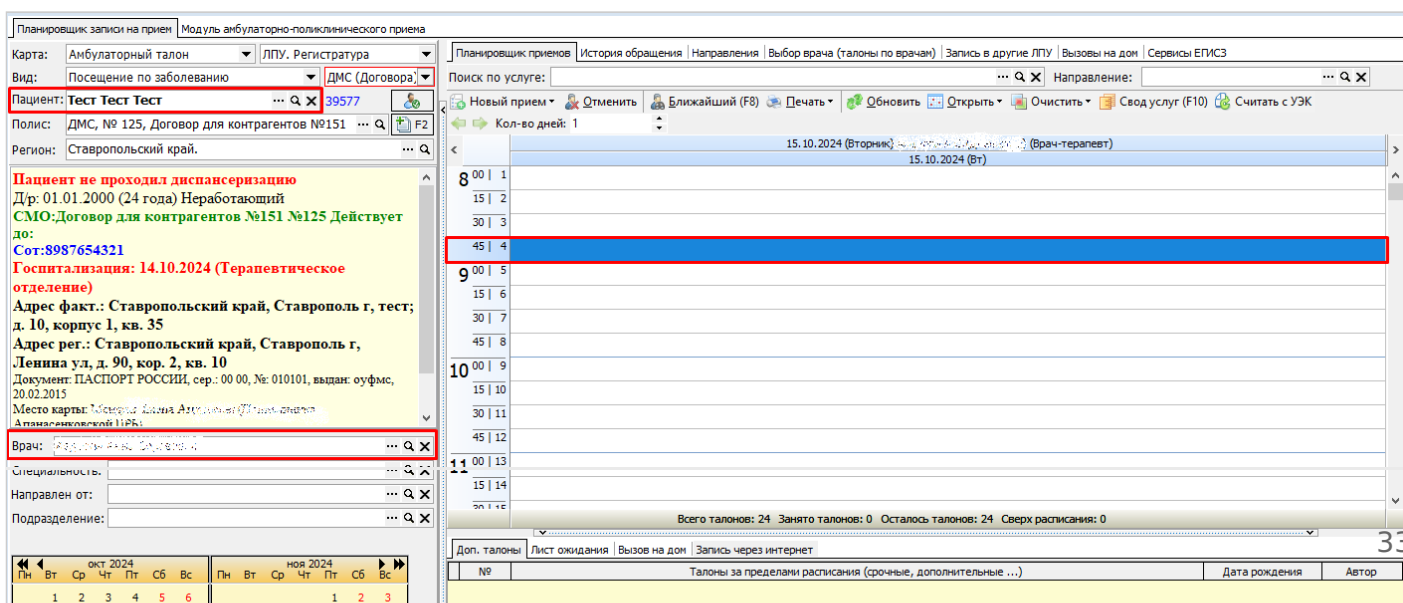 Планировщик записи на прием Модуль амбулаторно-поликлинического приема
Карта: Амбулаторный талон ЛПУ. Регистратура
Вид: Посещение по заболеванию ДМС (Договора)
Пациент: Тест Тест Тест 39577
Полис: ДМС, № 125, Договор для контрагентов №151 F2
Регион: Ставропольский край.
Пациент не проходил диспансеризацию
Д/р: 01.01.2000 (24 года) Неработающий
СМО:Договор для контрагентов №151 №125 Действует
до:
Сот:8987654321
Госпитализация: 14.10.2024 (Терапевтическое
отделение)
Адрес факт.: Ставропольский край, Ставрополь г, тест;
д. 10, корпус 1, кв. 35
Адрес рег.: Ставропольский край, Ставрополь г,
Ленина ул, д. 90, кор. 2, кв. 10
Документ: ПАСПОРТ РОССИИ, сер.: 00 00, №: 010101, выдан: оуфмс,
20.02.2015
Место карты:
Апанасенковской ЦРБ)
Врач:
Специальность:
Направлен от:
Подразделение:
окт 2024 ноя 2024
Пн Вт Ср Чт Пт Сб Вс Пн Вт Ср Чт Пт Сб Вс
1 2 3 4 5 6 1 2 3
Планировщик приемов История обращения Направления Выбор врача (талоны по врачам) Запись в другие ЛПУ Вызовы на дом Сервисы ЕГИСЗ
Поиск по услуге: Направление:
Новый прием Отменить Ближайший (F8) Печать Обновить Открыть Очистить Свод услуг (F10) Считать с УЭК
Кол-во дней: 1
15.10.2024 (Вторник) (Врач-терапевт)
15.10.2024 (Вт)
8 00 | 1
15 | 2
30 | 3
45 | 4
9 00 | 5
15 | 6
30 | 7
45 | 8
10 00 | 9
15 | 10
30 | 11
45 | 12
11 00 | 13
15 | 14
30 | 15
Всего талонов: 24 Занято талонов: 0 Осталось талонов: 24 Сверх расписания: 0
Доп. талоны Лист ожидания Вызов на дом Запись через интернет
№ Талоны за пределами расписания (срочные, дополнительные ...) Дата рождения Автор
33